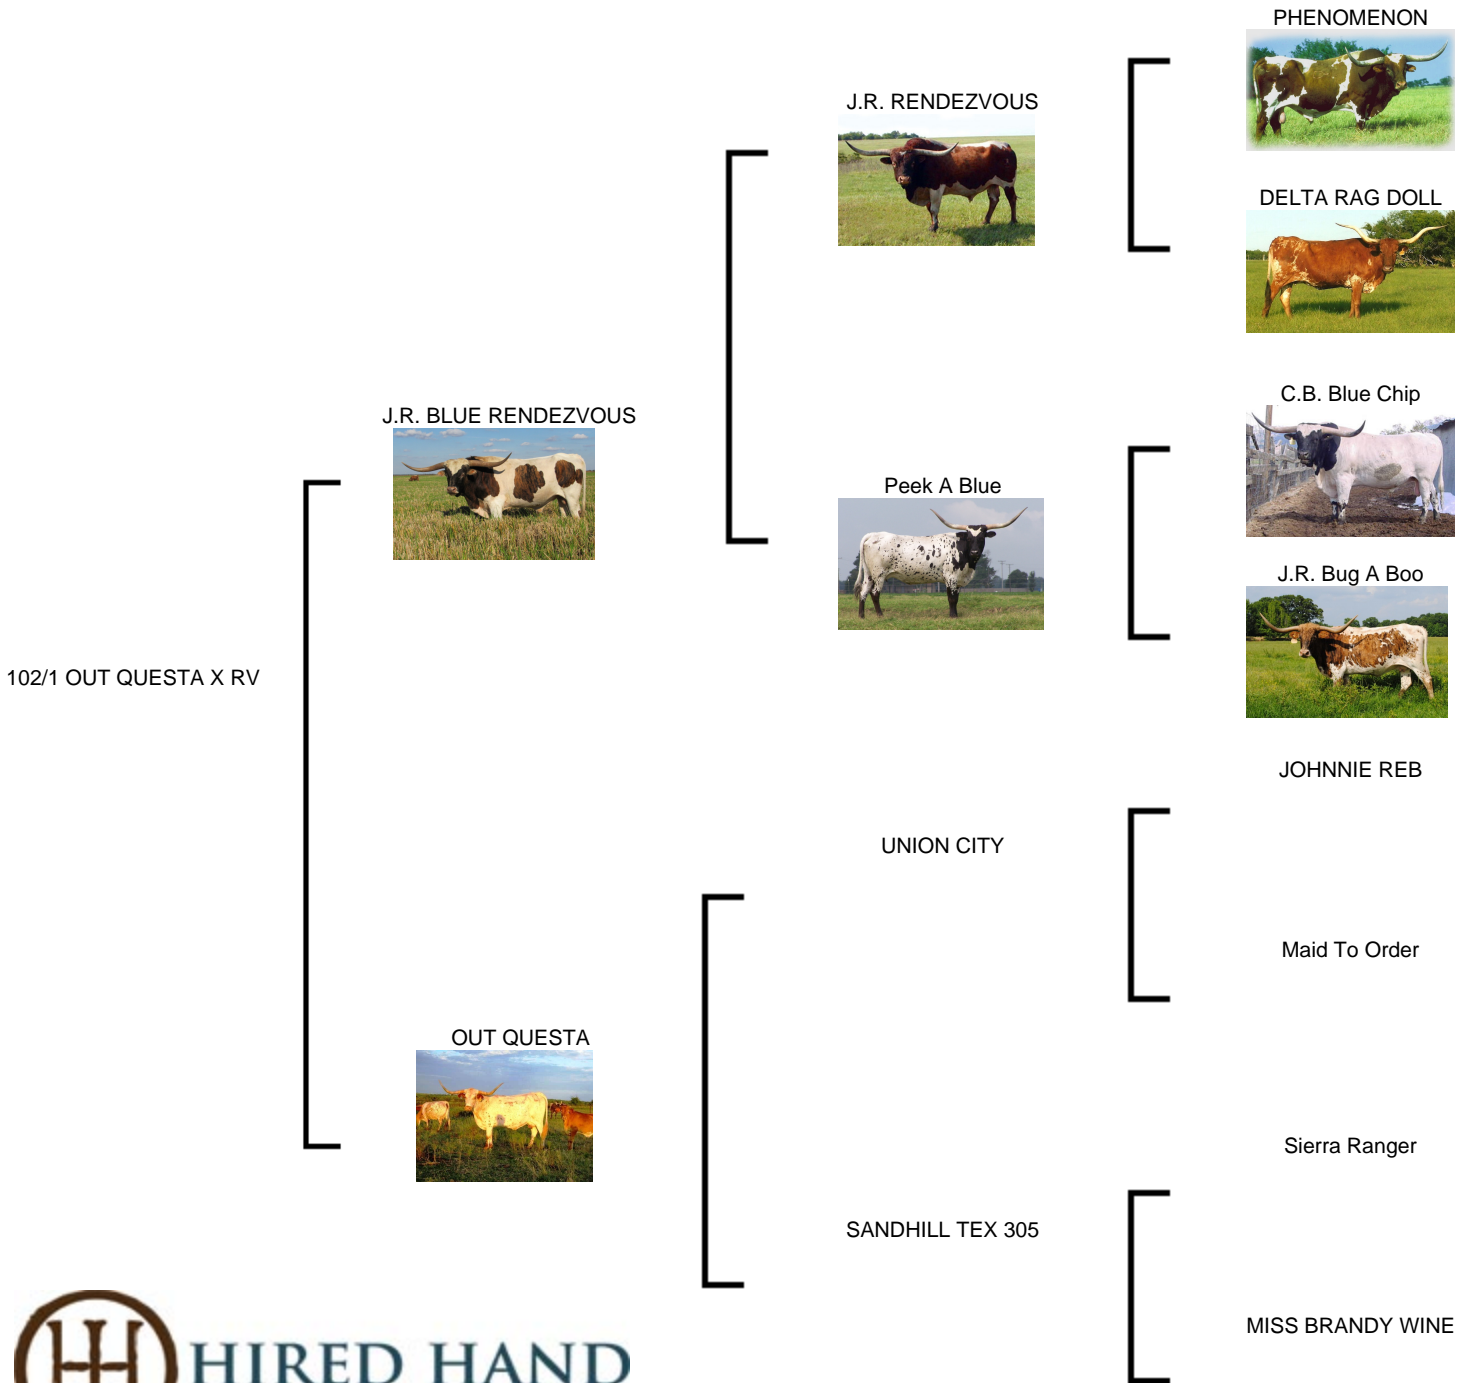 PHENOMENON
J.R. RENDEZVOUS
DELTA RAG DOLL
J.R. BLUE RENDEZVOUS
C.B. Blue Chip
Peek A Blue
J.R. Bug A Boo
102/1 OUT QUESTA X RV
JOHNNIE REB
UNION CITY
Maid To Order
OUT QUESTA
Sierra Ranger
SANDHILL TEX 305
MISS BRANDY WINE
HIRED HAND